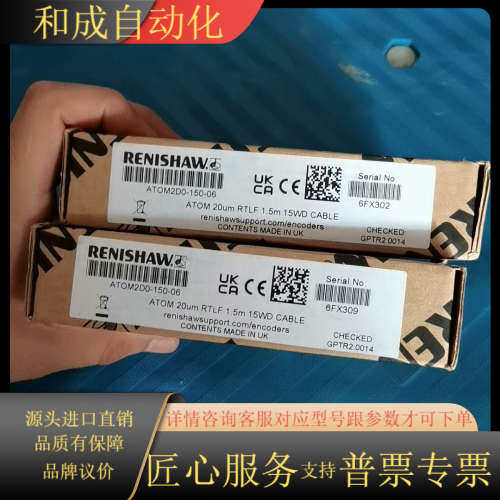 和成自动化
RENISHAW
ATOM2D0-150-06
UK
CA
CE
Serial No
6FX302
ATOM 20um RTLF 1.5m 15WD CABLE
renishawsupport.com/encoders
CONTENTS MADE IN UK
CHECKED
GPTR2.0014
RENISHAW
ATOM2D0-150-06
UK
CA
CE
Serial No
6FX309
ATOM 20um RTLF 1.5m 15WD CABLE
renishawsupport.com/encoders
CONTENTS MADE IN UK
CHECKED
GPTR2.0014
源头进口直销
品质有保障
品牌议价
详情咨询客服对应型号跟参数才可下单
匠心服务支持普票专票